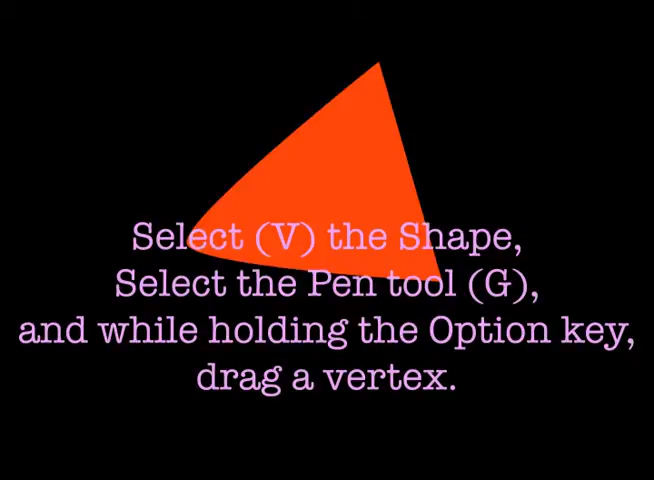 Select (V) the Shape,
Select the Pen tool (G),
and while holding the Option key,
drag a vertex.